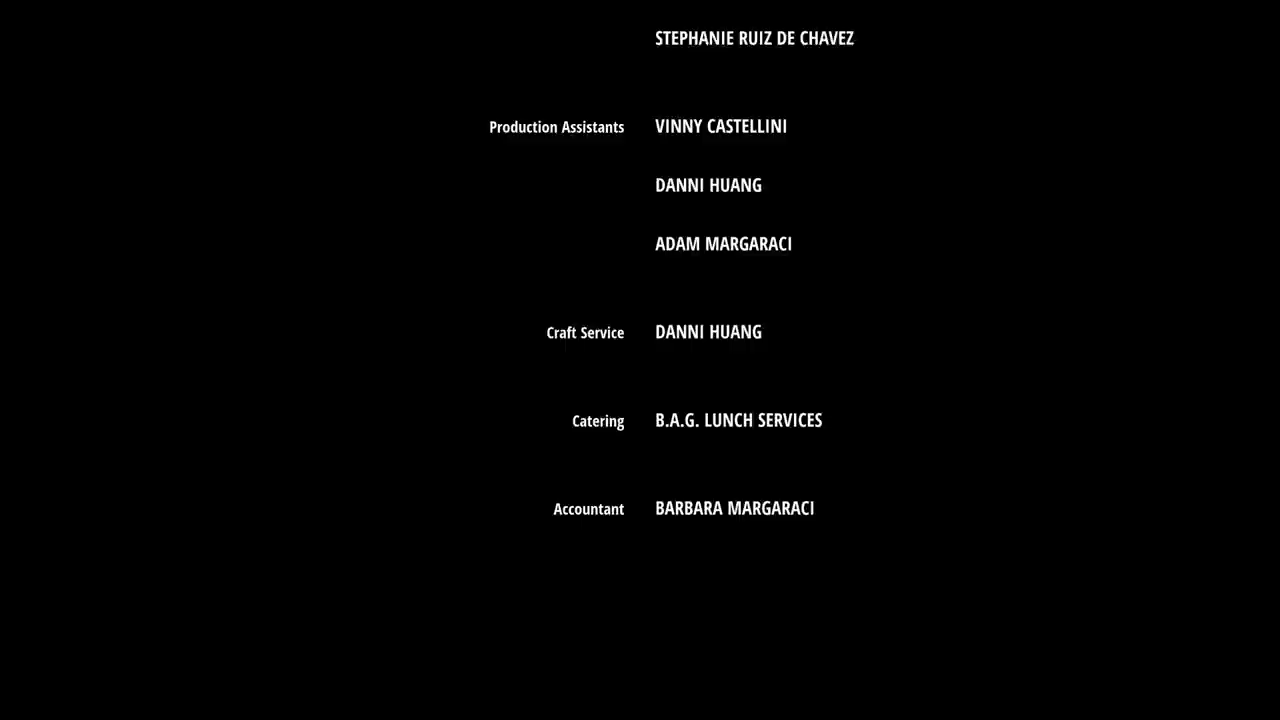 STEPHANIE RUIZ DE CHAVEZ
Production Assistants VINNY CASTELLINI
DANNI HUANG
ADAM MARGARACI
Craft Service DANNI HUANG
Catering B.A.G. LUNCH SERVICES
Accountant BARBARA MARGARACI